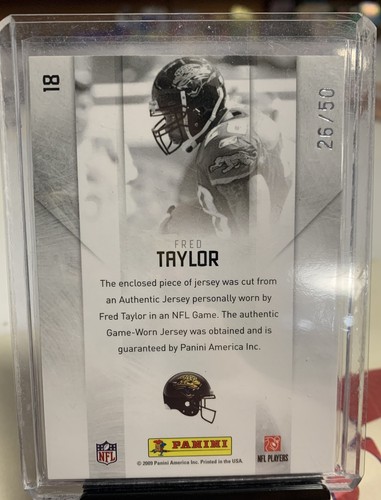 18
26/50
FRED
TAYLOR
The enclosed piece of jersey was cut from
an Authentic Jersey personally worn by
Fred Taylor in an NFL Game. The authentic
Game-Worn Jersey was obtained and is
guaranteed by Panini America Inc.
NFL
PANINI
NFL PLAYERS
© 2009 Panini America Inc. Printed in the USA.